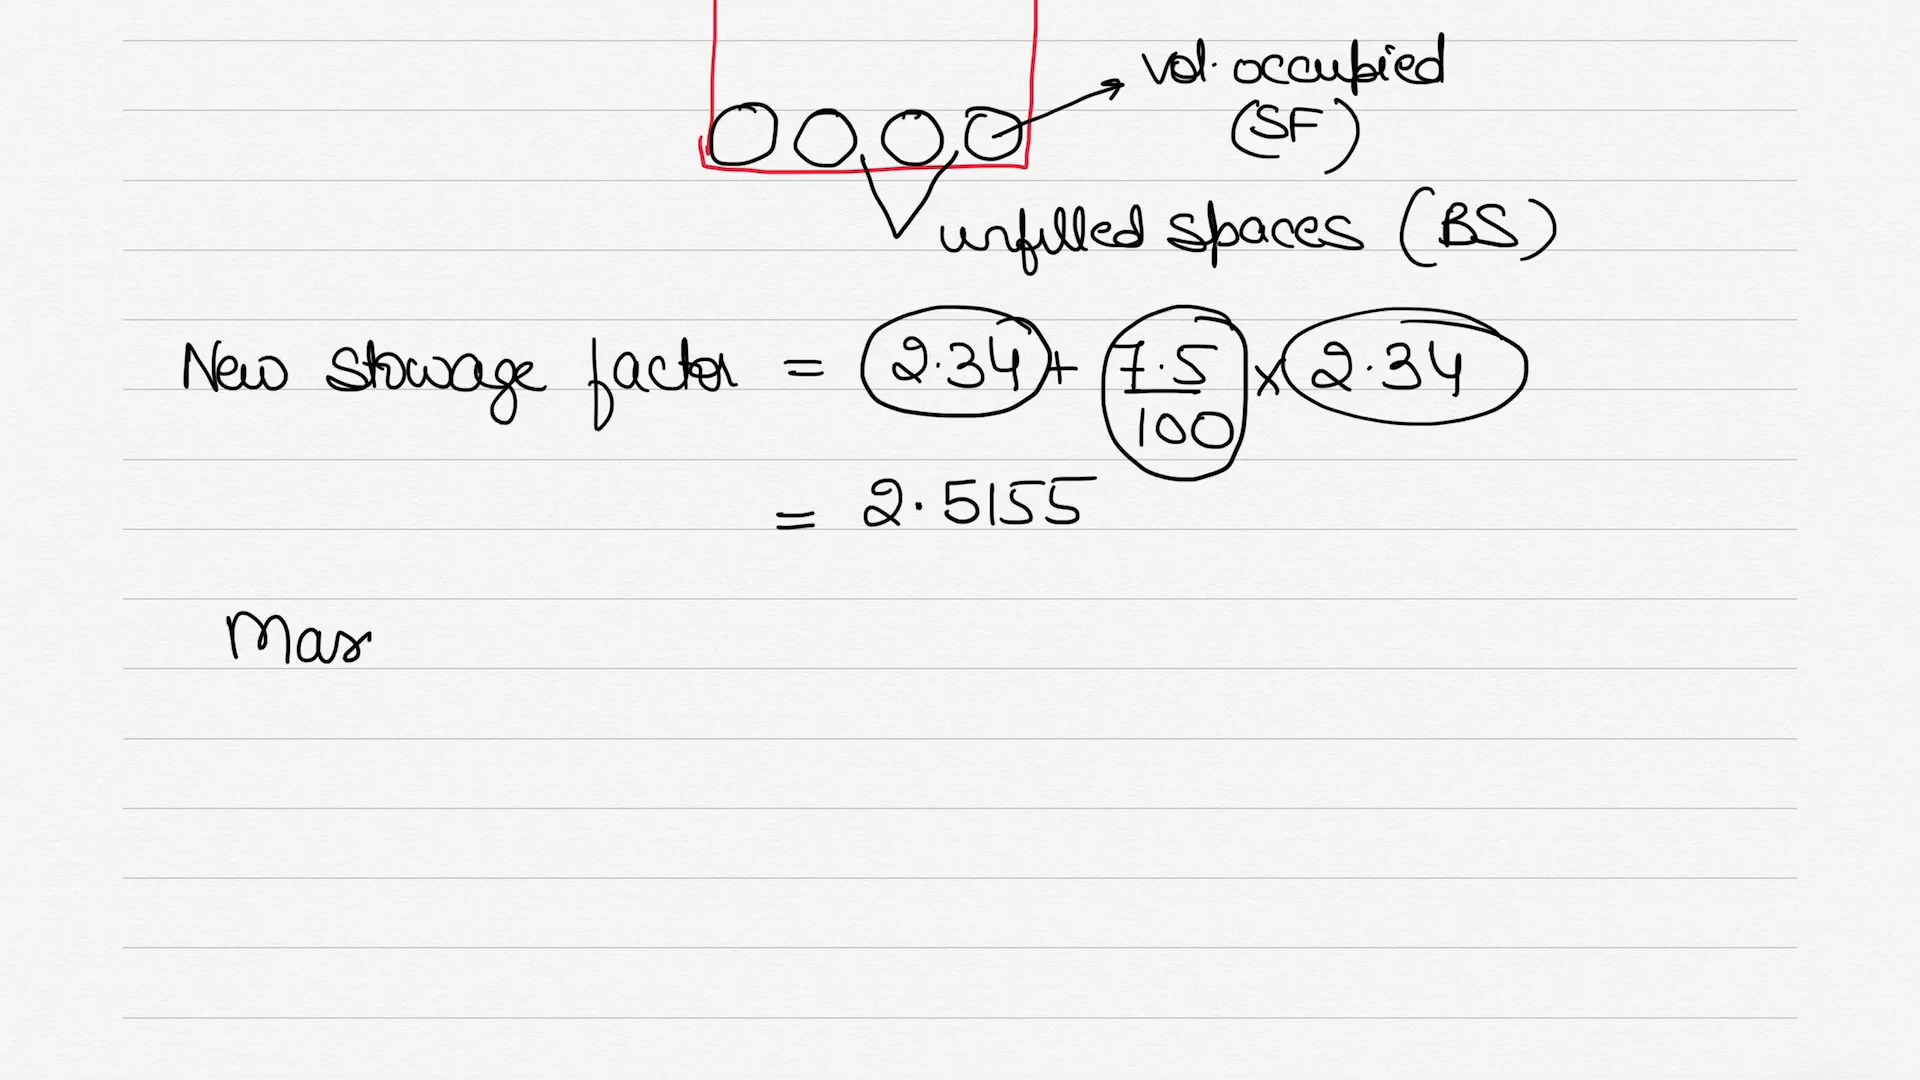 vol. occupied
(SF)
unfilled spaces (BS)
New stowage factor = 2.34 + 7.5/100 × 2.34
= 2.5155
Mas